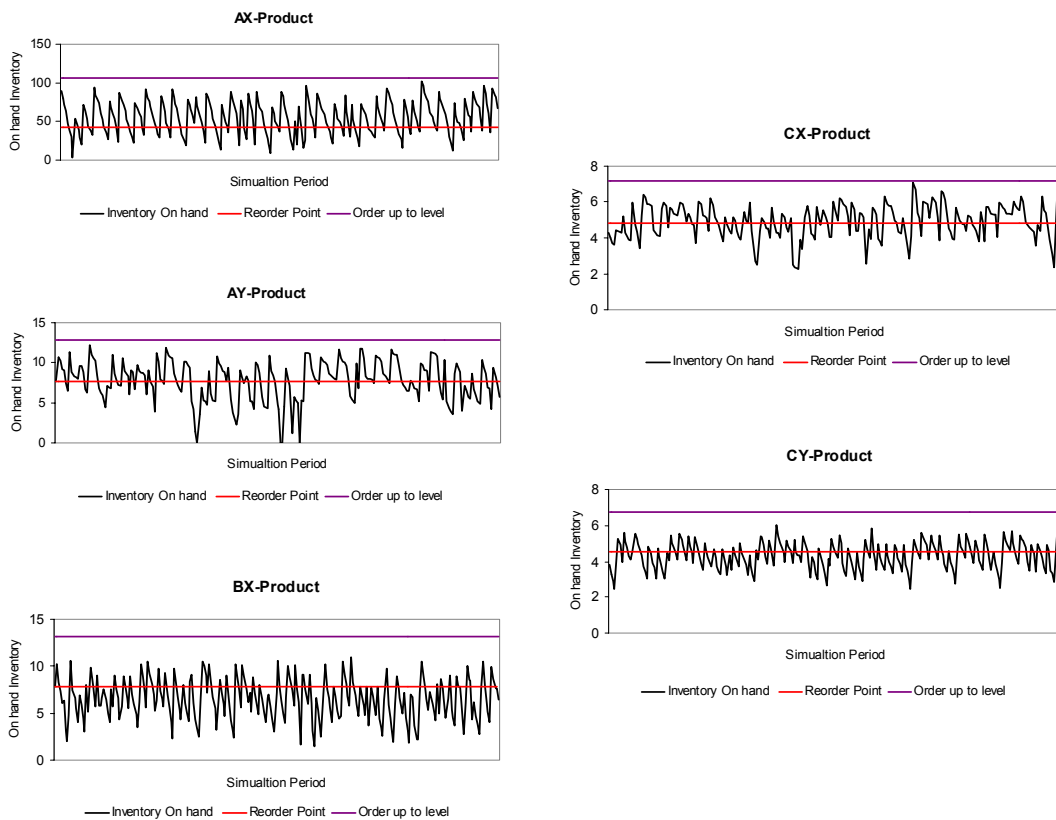 AX-Product
150
100
50
0
On hand Inventory
Simualtion Period
Inventory On hand Reorder Point Order up to level
AY-Product
15
10
5
0
On hand Inventory
Simualtion Period
Inventory On hand Reorder Point Order up to level
BX-Product
15
10
5
0
On hand Inventory
Simualtion Period
Inventory On hand Reorder Point Order up to level
CX-Product
8
6
4
2
0
On hand Inventory
Simualtion Period
Inventory On hand Reorder Point Order up to level
CY-Product
8
6
4
2
0
On hand Inventory
Simualtion Period
Inventory On hand Reorder Point Order up to level